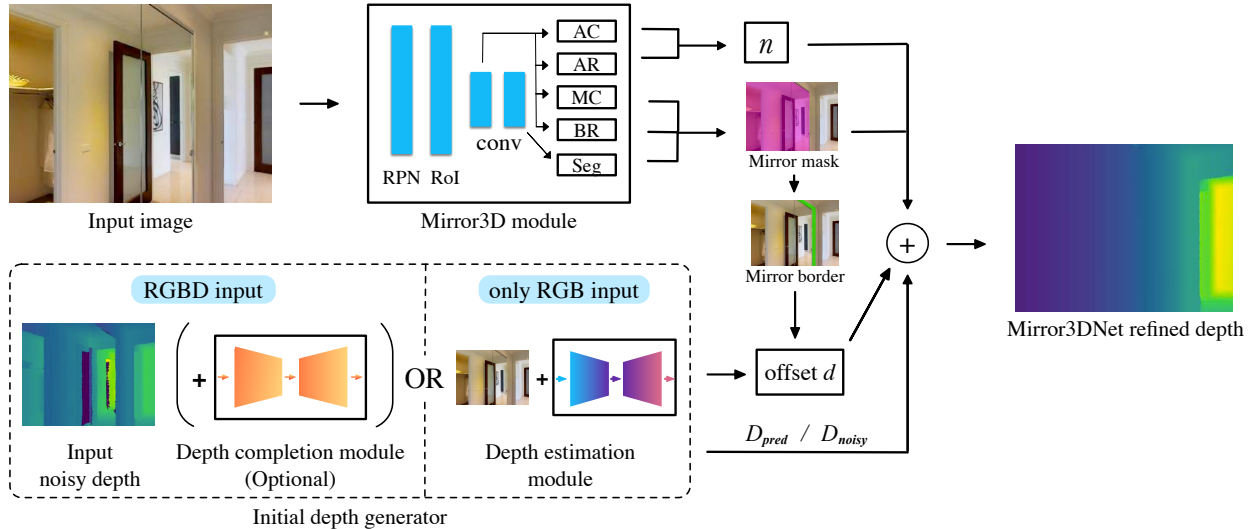 AC
AR
MC
BR
Seg
conv
RPN RoI
n
Input image
Mirror3D module
Mirror mask
Mirror border
+
Mirror3DNet refined depth
RGBD input
only RGB input
( + ) OR +
offset d
D_pred / D_noisy
Input
noisy depth
Depth completion module
(Optional)
Depth estimation
module
Initial depth generator